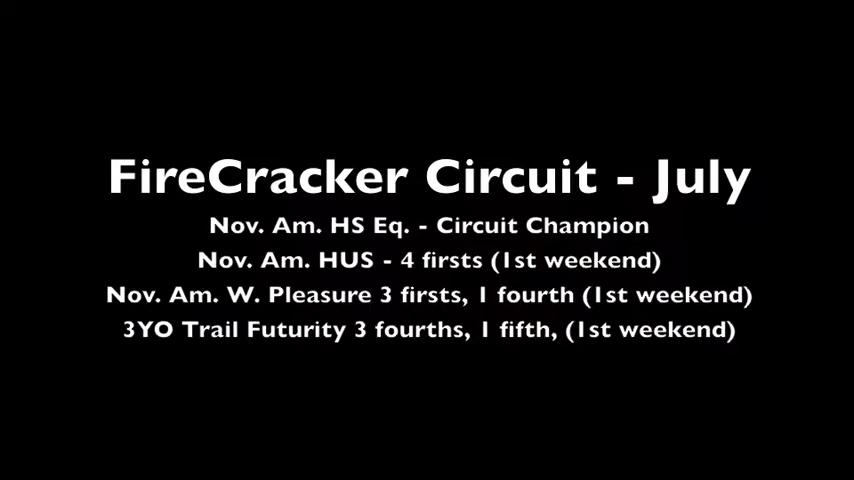 FireCracker Circuit - July
Nov. Am. HS Eq. - Circuit Champion
Nov. Am. HUS - 4 firsts (1st weekend)
Nov. Am. W. Pleasure 3 firsts, 1 fourth (1st weekend)
3YO Trail Futurity 3 fourths, 1 fifth, (1st weekend)